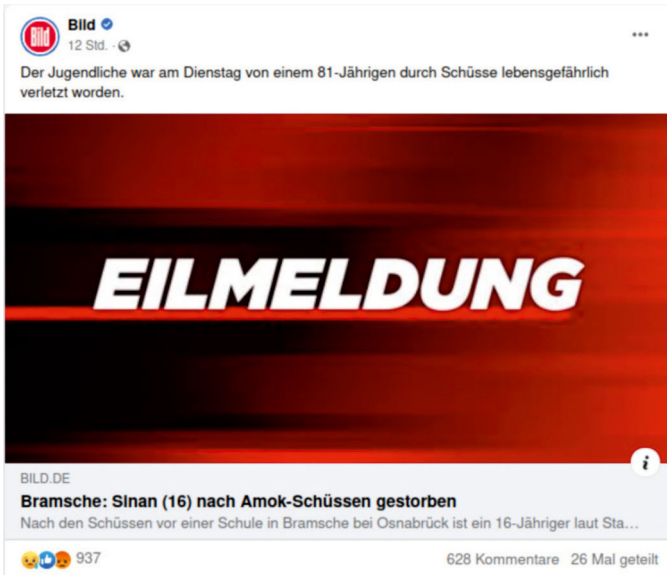 Bild
Bild
12 Std. ·
Der Jugendliche war am Dienstag von einem 81-Jährigen durch Schüsse lebensgefährlich
verletzt worden.
EILMELDUNG
i
BILD.DE
Bramsche: Sinan (16) nach Amok-Schüssen gestorben
Nach den Schüssen vor einer Schule in Bramsche bei Osnabrück ist ein 16-Jähriger laut Sta...
937
628 Kommentare 26 Mal geteilt